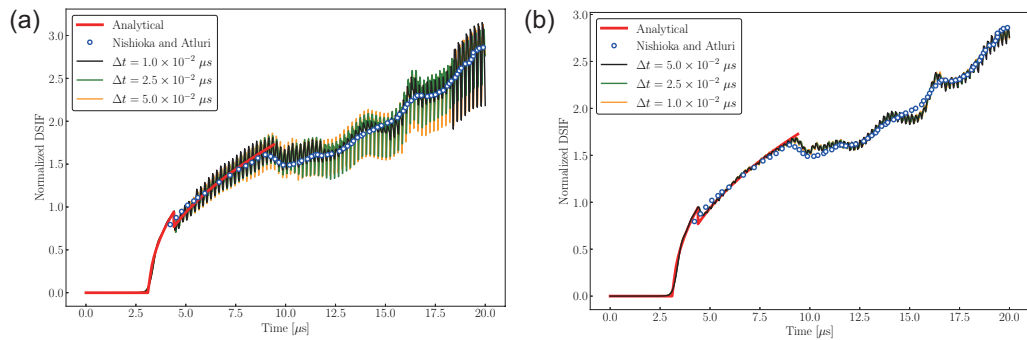 (a)
Analytical
Nishioka and Atluri
Δt = 1.0 × 10⁻² μs
Δt = 2.5 × 10⁻² μs
Δt = 5.0 × 10⁻² μs
3.0
2.5
2.0
1.5
1.0
0.5
0.0
Normalized DSIF
0.0 2.5 5.0 7.5 10.0 12.5 15.0 17.5 20.0
Time [μs]
(b)
Analytical
Nishioka and Atluri
Δt = 5.0 × 10⁻² μs
Δt = 2.5 × 10⁻² μs
Δt = 1.0 × 10⁻² μs
3.0
2.5
2.0
1.5
1.0
0.5
0.0
Normalized DSIF
0.0 2.5 5.0 7.5 10.0 12.5 15.0 17.5 20.0
Time [μs]